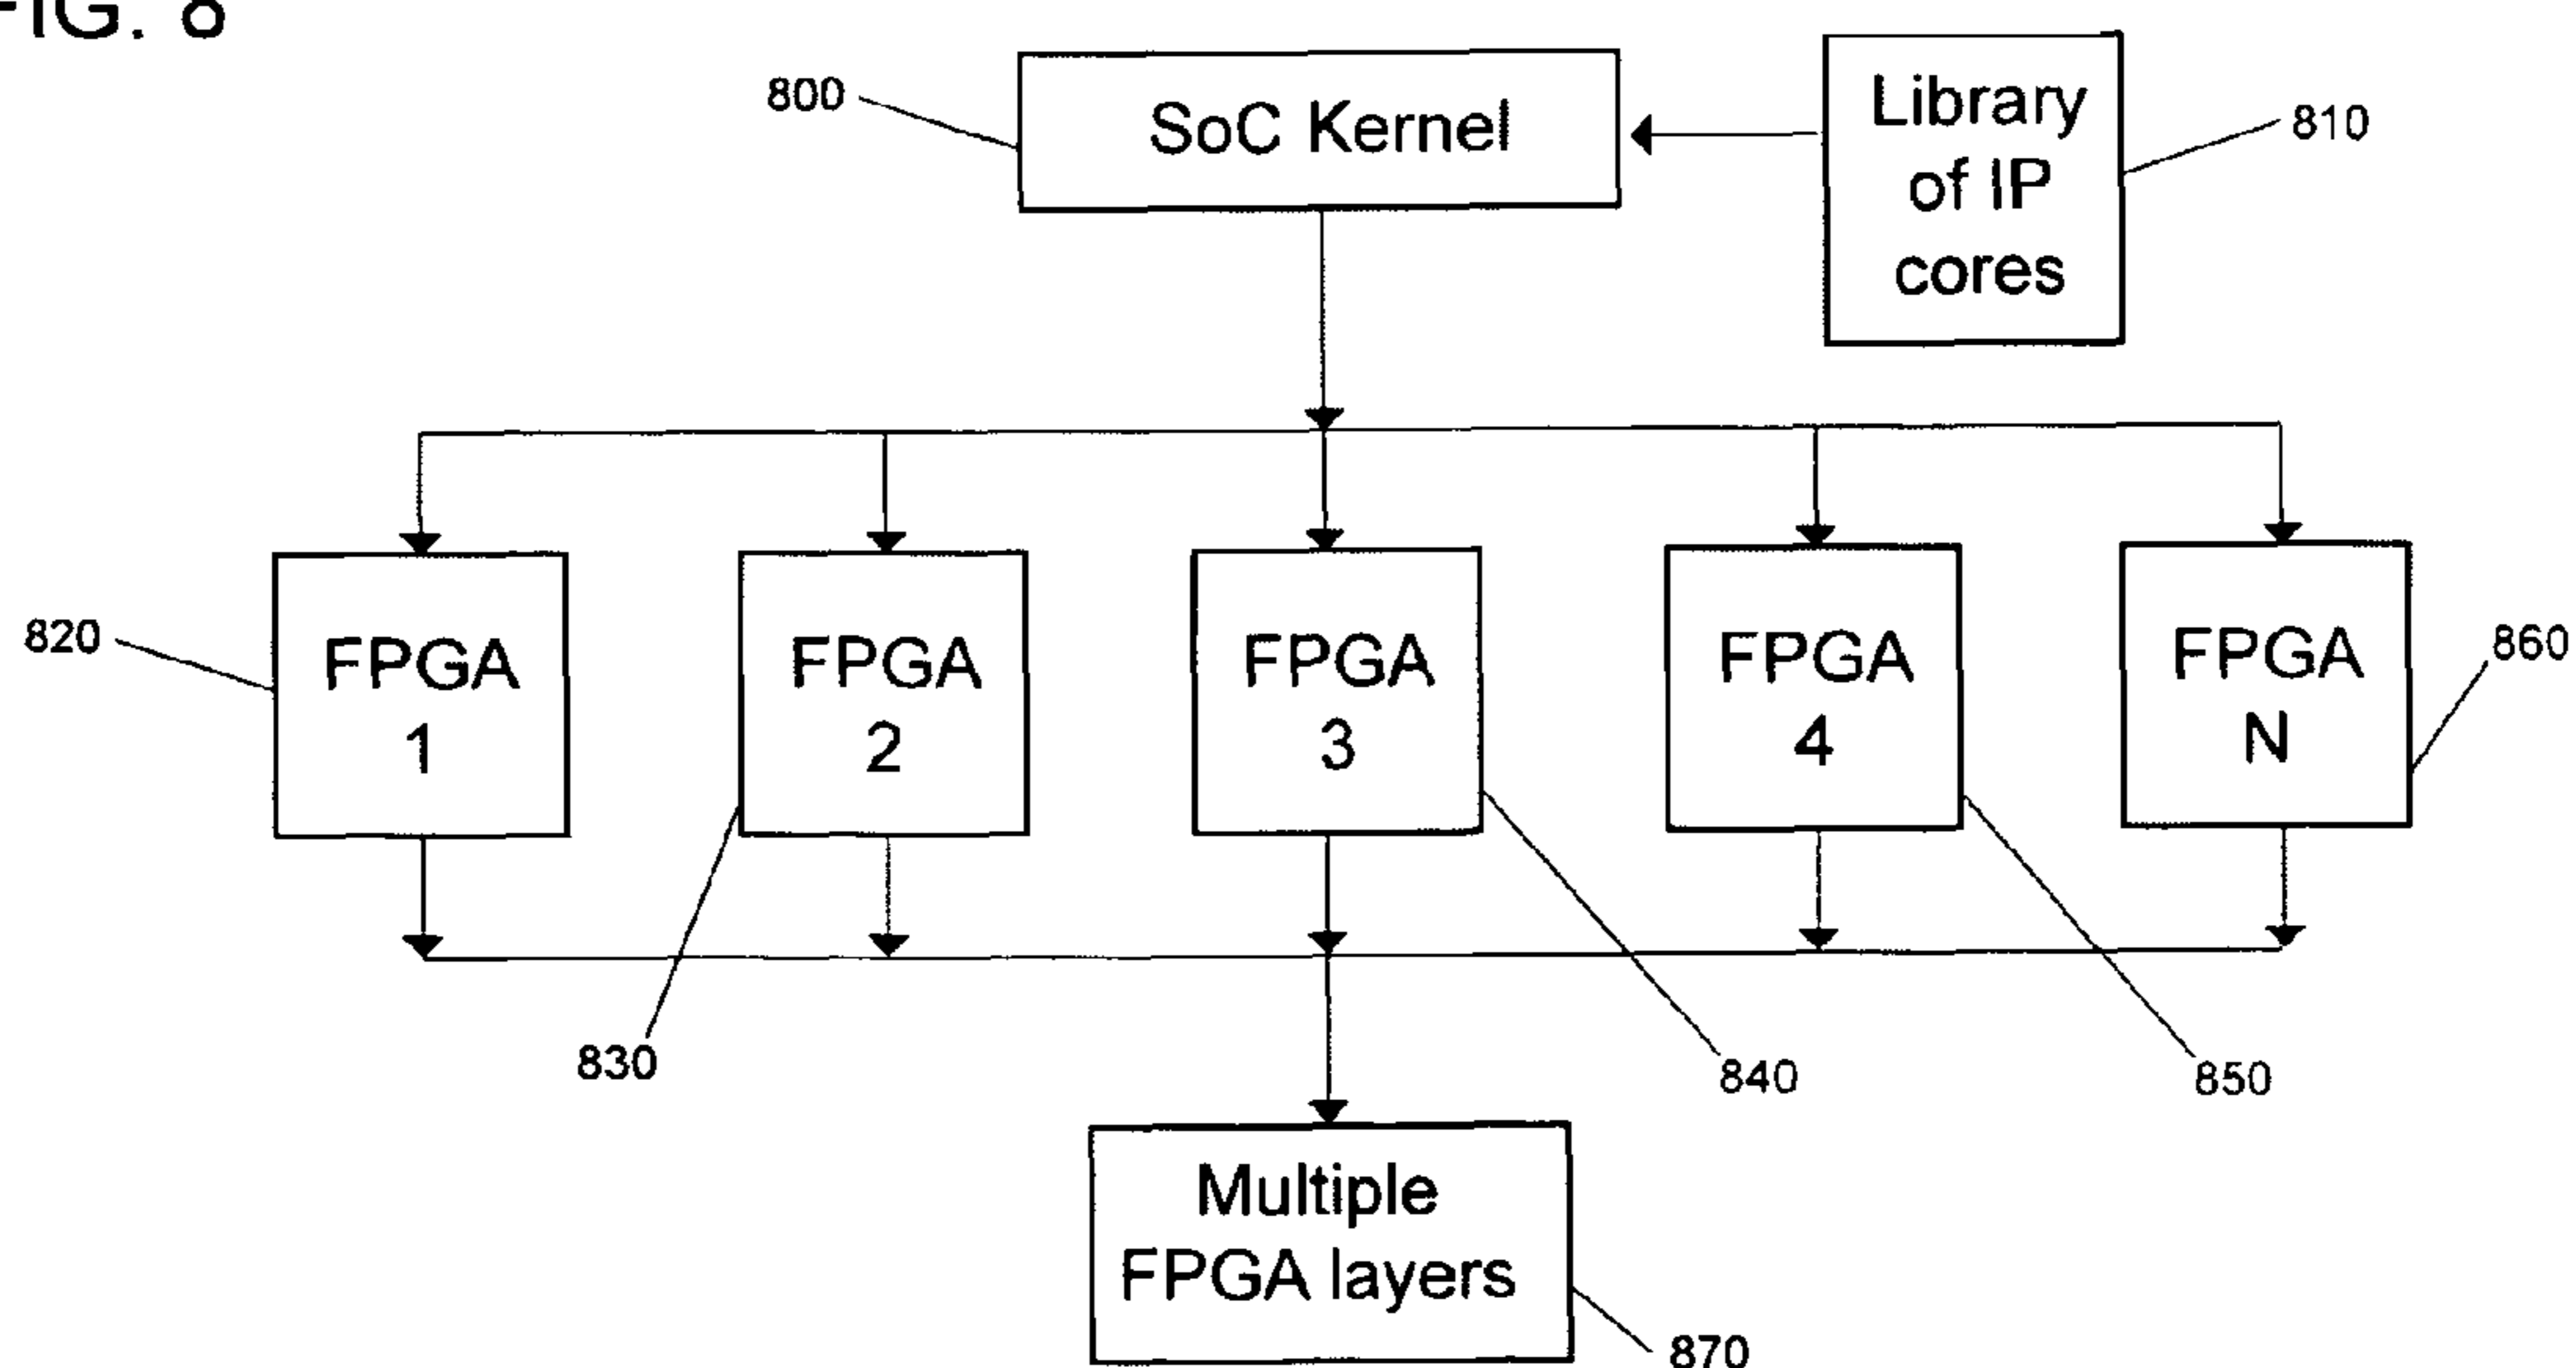 FIG. 8
800
SoC Kernel
Library
of IP
cores
810
820
FPGA
1
FPGA
2
FPGA
3
FPGA
4
FPGA
N
860
830
840
850
Multiple
FPGA layers
870